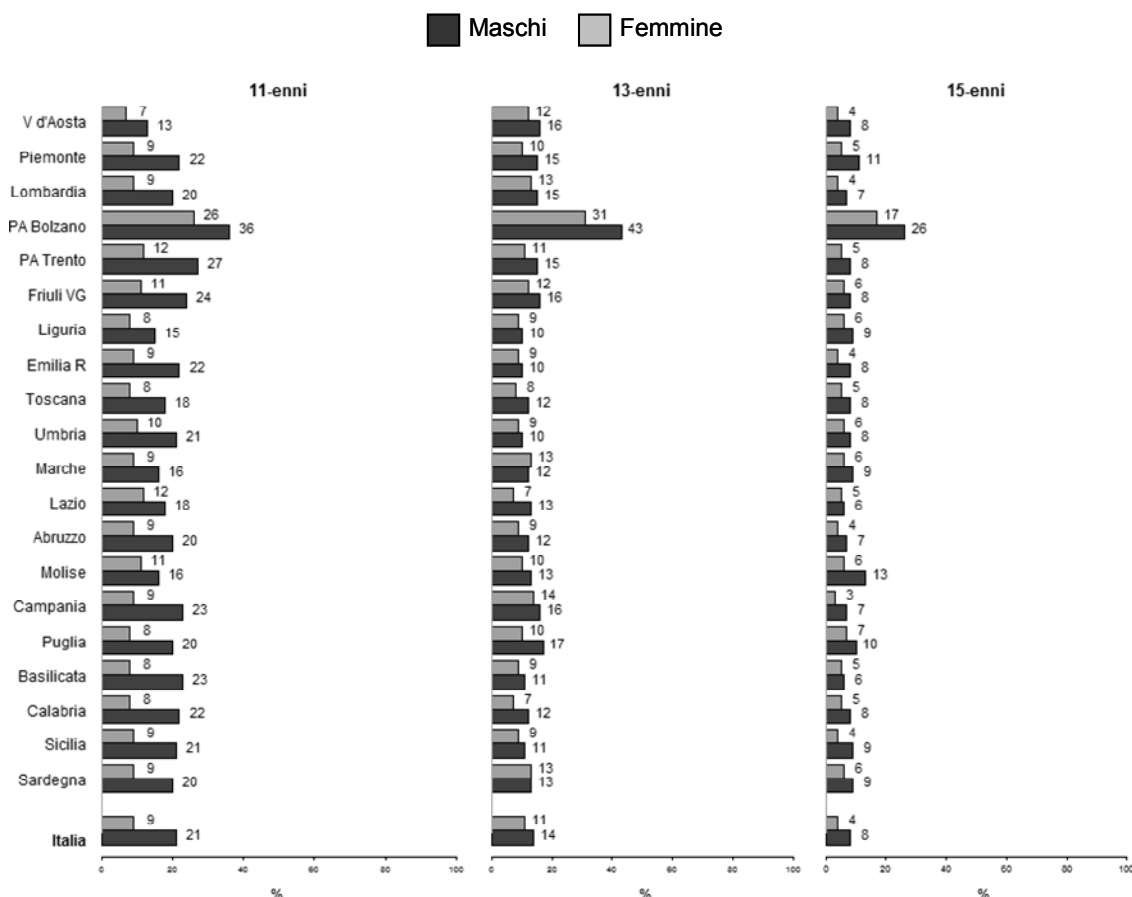 Maschi Femmine
11-enni 13-enni 15-enni
7 12 4
V d'Aosta 13 16 8
9 10 5
Piemonte 22 15 11
9 13 4
Lombardia 20 15 7
26 31 17
PA Bolzano 36 43 26
12 11 5
PA Trento 27 15 8
11 12 6
Friuli VG 24 16 8
8 9 6
Liguria 15 10 9
9 9 4
Emilia R 22 10 8
8 8 5
Toscana 18 12 8
10 9 6
Umbria 21 10 8
9 13 6
Marche 16 12 9
12 7 5
Lazio 18 13 6
9 9 4
Abruzzo 20 12 7
11 10 6
Molise 16 13 13
9 14 3
Campania 23 16 7
8 10 7
Puglia 20 17 10
8 9 5
Basilicata 23 11 6
8 7 5
Calabria 22 12 8
9 9 4
Sicilia 21 11 9
9 13 6
Sardegna 20 13 9
9 11 4
Italia 21 14 8
0 20 40 60 80 100 0 20 40 60 80 100 0 20 40 60 80 100
% % %